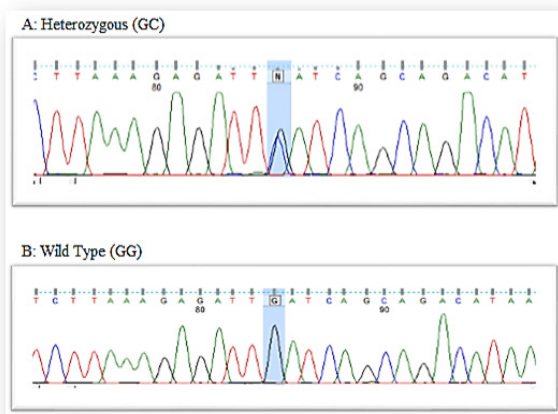 A: Heterozygous (GC)
C T T A A A G A G A T T N A T C A G C A G A C A T
80 90
B: Wild Type (GG)
T C T T A A A G A G A T T G A T C A G C A G A C A T A A
80 90